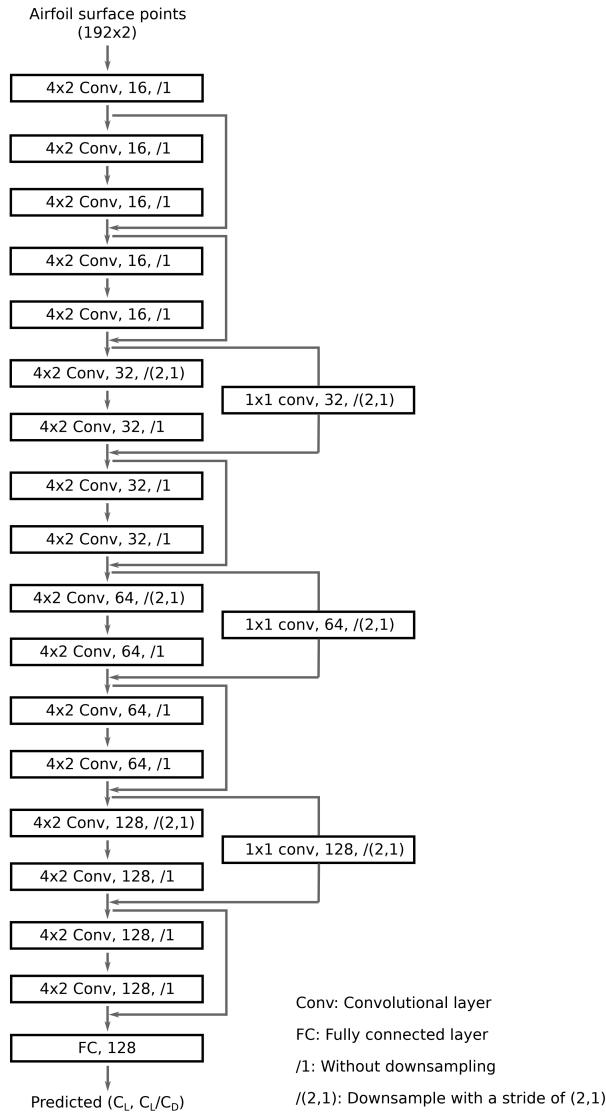 Airfoil surface points
(192x2)
4x2 Conv, 16, /1
4x2 Conv, 16, /1
4x2 Conv, 16, /1
4x2 Conv, 16, /1
4x2 Conv, 16, /1
4x2 Conv, 32, /(2,1)
1x1 conv, 32, /(2,1)
4x2 Conv, 32, /1
4x2 Conv, 32, /1
4x2 Conv, 32, /1
4x2 Conv, 64, /(2,1)
1x1 conv, 64, /(2,1)
4x2 Conv, 64, /1
4x2 Conv, 64, /1
4x2 Conv, 64, /1
4x2 Conv, 128, /(2,1)
1x1 conv, 128, /(2,1)
4x2 Conv, 128, /1
4x2 Conv, 128, /1
4x2 Conv, 128, /1
FC, 128
Predicted (C_L, C_L/C_D)
Conv: Convolutional layer
FC: Fully connected layer
/1: Without downsampling
/(2,1): Downsample with a stride of (2,1)